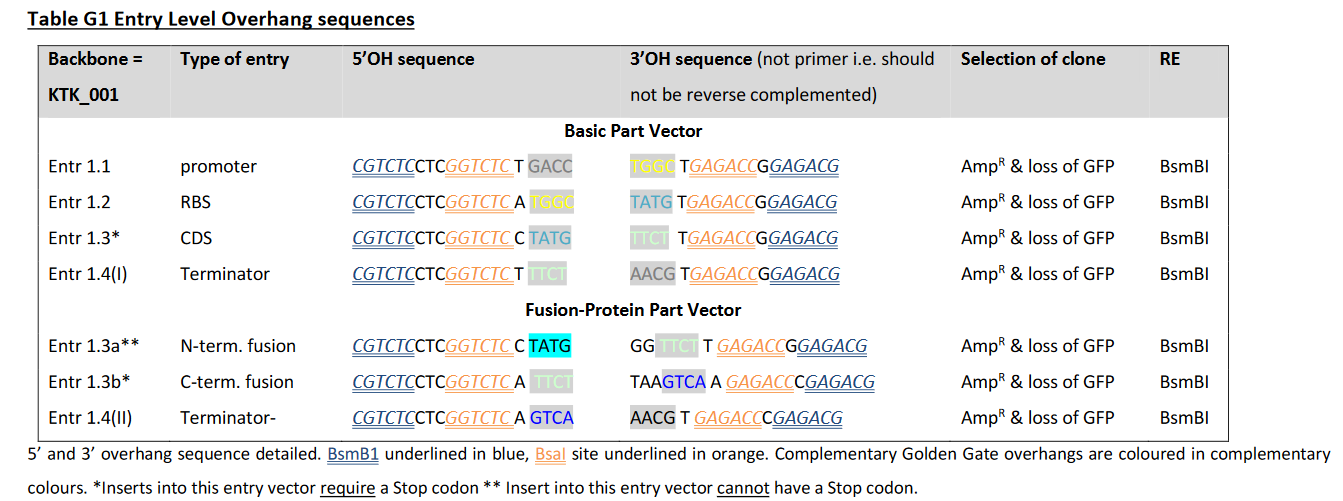 Table G1 Entry Level Overhang sequences
Backbone = KTK_001 Type of entry 5’OH sequence 3’OH sequence (not primer i.e. should not be reverse complemented) Selection of clone RE
Basic Part Vector
Entr 1.1 promoter CGTCTCCTCGGTCTC T GACC TGGC TGAGACCGGAGACG Amp^R & loss of GFP BsmBI
Entr 1.2 RBS CGTCTCCTCGGTCTC A TGGC TATG TGAGACCGGAGACG Amp^R & loss of GFP BsmBI
Entr 1.3* CDS CGTCTCCTCGGTCTC C TATG TTCT TGAGACCGGAGACG Amp^R & loss of GFP BsmBI
Entr 1.4(I) Terminator CGTCTCCTCGGTCTC T TTCT AACG TGAGACCGGAGACG Amp^R & loss of GFP BsmBI
Fusion-Protein Part Vector
Entr 1.3a** N-term. fusion CGTCTCCTCGGTCTC C TATG GG TTCT T GAGACCGGAGACG Amp^R & loss of GFP BsmBI
Entr 1.3b* C-term. fusion CGTCTCCTCGGTCTC A TTCT TAAGTCA A GAGACCCGAGACG Amp^R & loss of GFP BsmBI
Entr 1.4(II) Terminator- CGTCTCCTCGGTCTC A GTCA AACG T GAGACCCGAGACG Amp^R & loss of GFP BsmBI
5’ and 3’ overhang sequence detailed. BsmB1 underlined in blue, BsaI site underlined in orange. Complementary Golden Gate overhangs are coloured in complementary
colours. *Inserts into this entry vector require a Stop codon ** Insert into this entry vector cannot have a Stop codon.